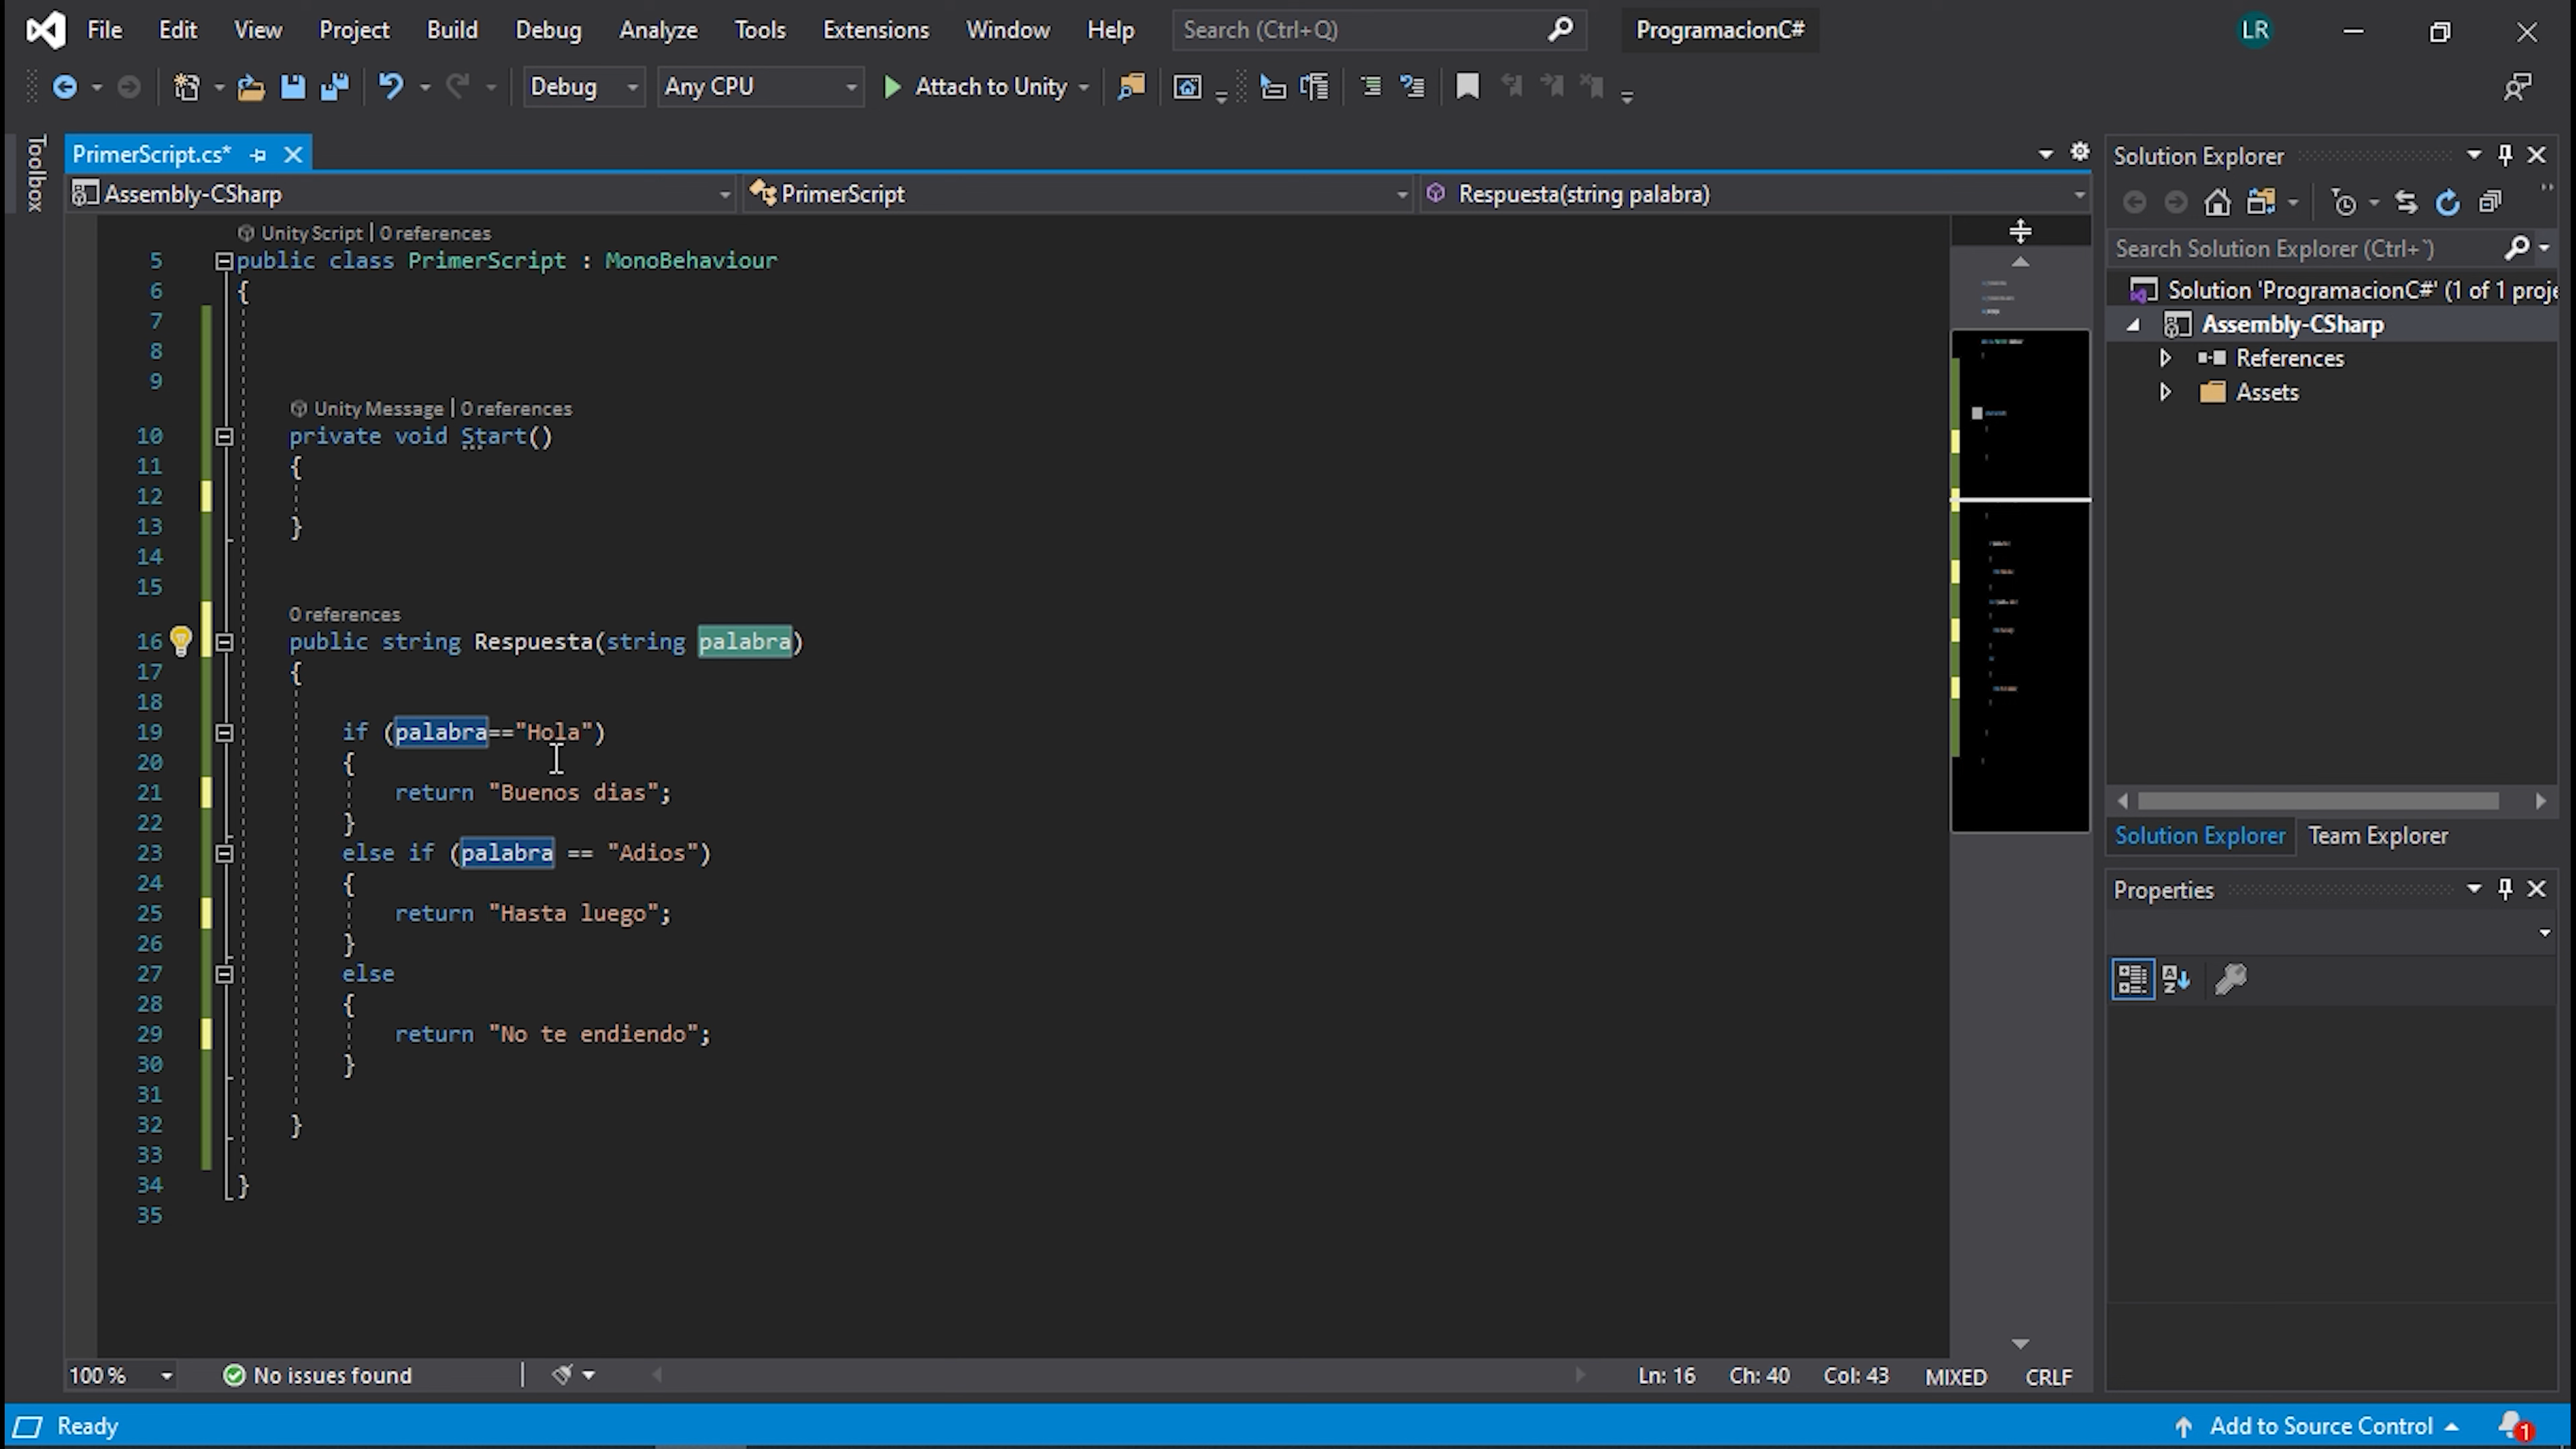 File Edit View Project Build Debug Analyze Tools Extensions Window Help Search (Ctrl+Q) ProgramacionC# LR
Debug Any CPU Attach to Unity
Toolbox
PrimerScript.cs*
Assembly-CSharp PrimerScript Respuesta(string palabra)
Unity Script | 0 references
5 public class PrimerScript : MonoBehaviour
6 {
7
8
9
Unity Message | 0 references
10 private void Start()
11 {
12
13 }
14
15
0 references
16 public string Respuesta(string palabra)
17 {
18
19 if (palabra=="Hola")
20 {
21 return "Buenos dias";
22 }
23 else if (palabra == "Adios")
24 {
25 return "Hasta luego";
26 }
27 else
28 {
29 return "No te endiendo";
30 }
31
32 }
33
34 }
35
100 % No issues found Ln: 16 Ch: 40 Col: 43 MIXED CRLF
Solution Explorer
Search Solution Explorer (Ctrl+`)
Solution 'ProgramacionC#' (1 of 1 proje
Assembly-CSharp
References
Assets
Solution Explorer Team Explorer
Properties
Ready Add to Source Control 1